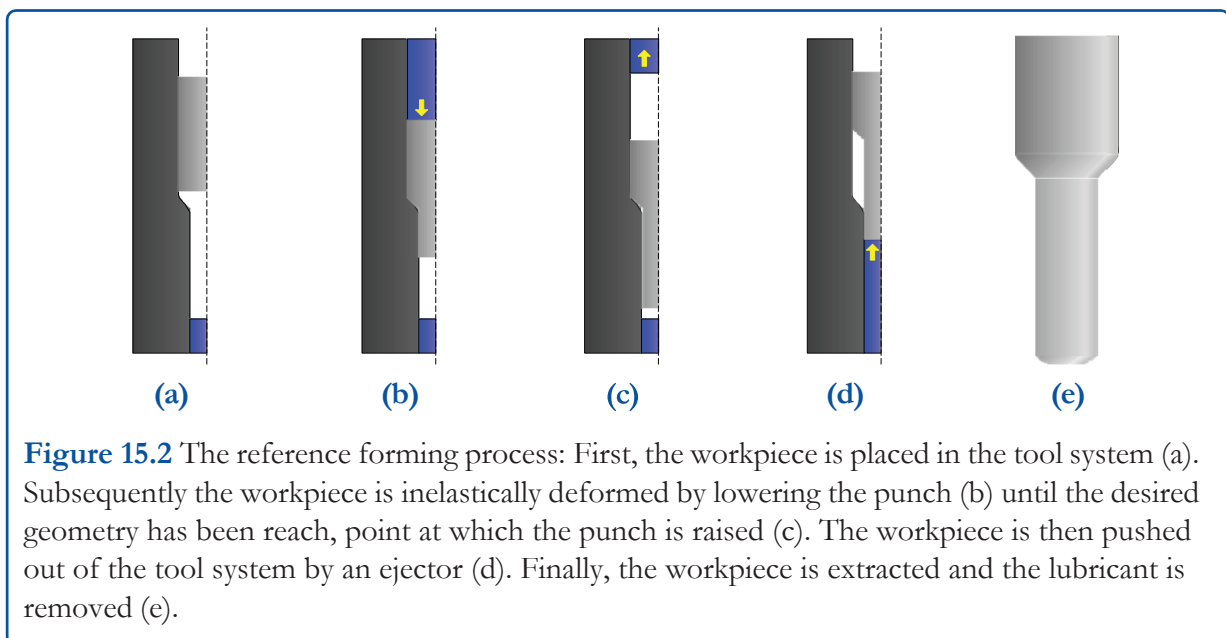 (a) (b) (c) (d) (e)
Figure 15.2 The reference forming process: First, the workpiece is placed in the tool system (a).
Subsequently the workpiece is inelastically deformed by lowering the punch (b) until the desired
geometry has been reach, point at which the punch is raised (c). The workpiece is then pushed
out of the tool system by an ejector (d). Finally, the workpiece is extracted and the lubricant is
removed (e).